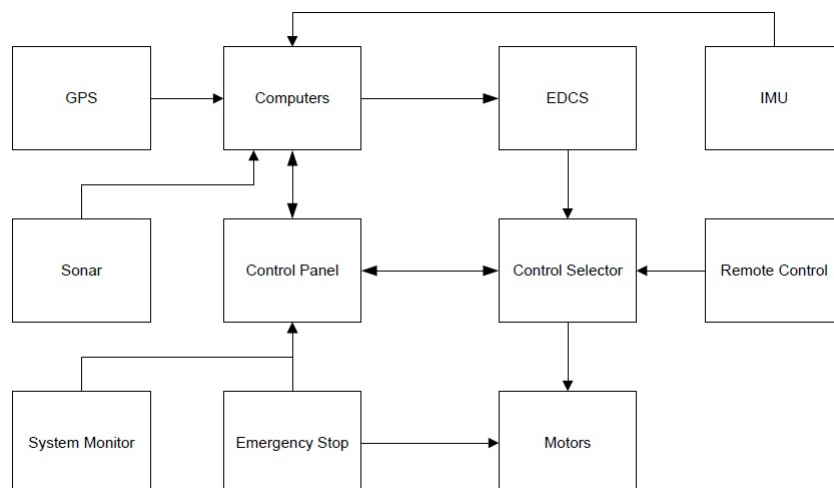 GPS
Computers
EDCS
IMU
Sonar
Control Panel
Control Selector
Remote Control
System Monitor
Emergency Stop
Motors